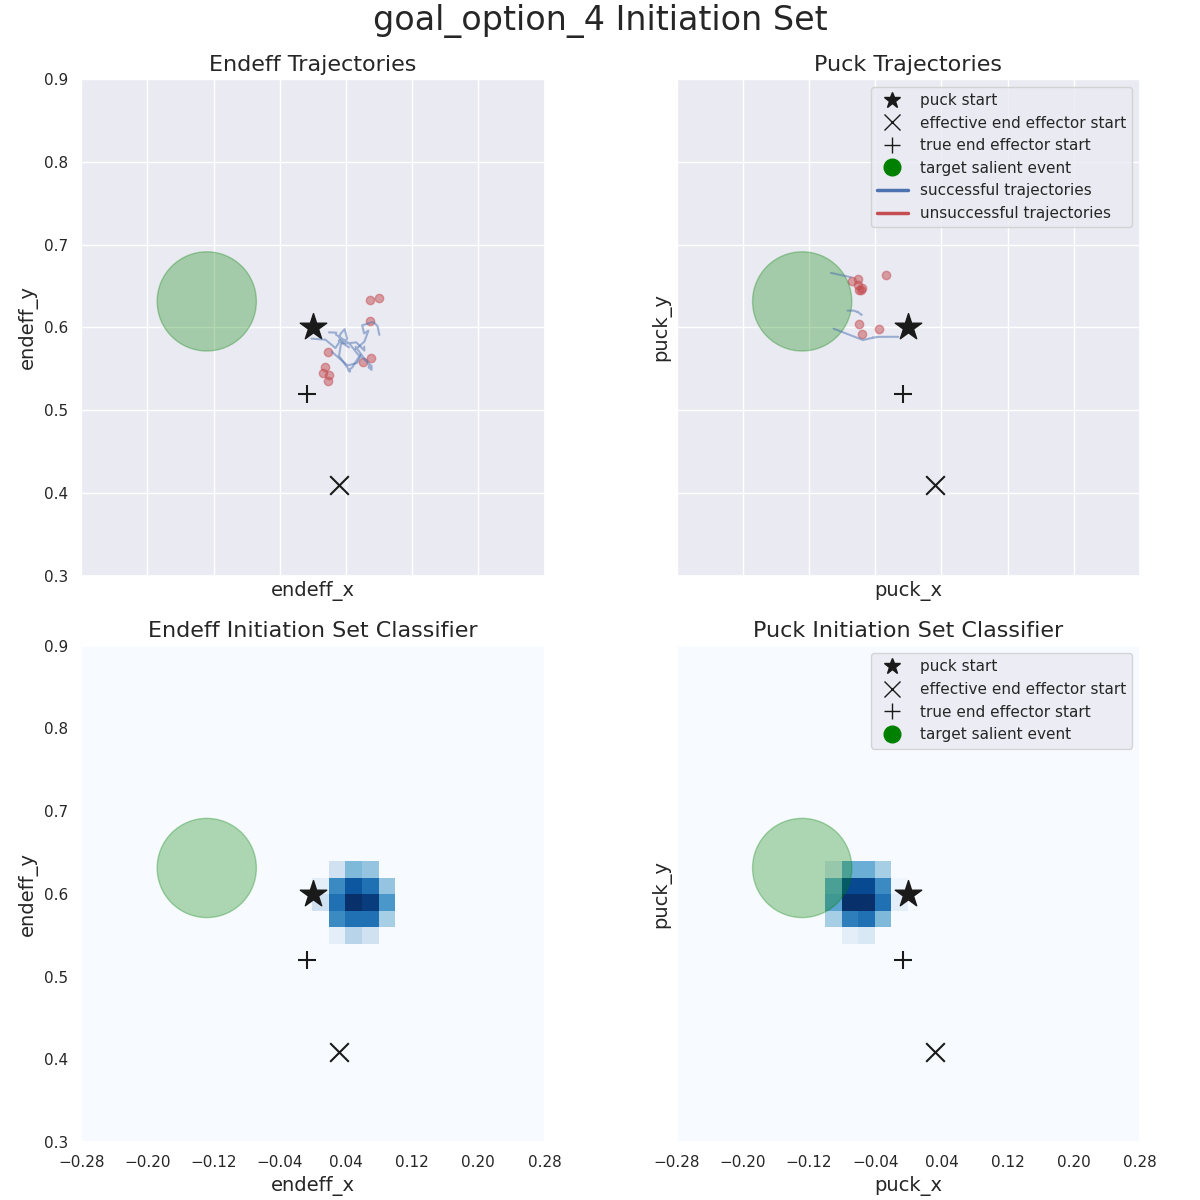 goal_option_4 Initiation Set
Endeff Trajectories
0.9
0.8
0.7
0.6
0.5
0.4
0.3
endeff_y
endeff_x
Puck Trajectories
puck start
effective end effector start
true end effector start
target salient event
successful trajectories
unsuccessful trajectories
puck_y
puck_x
Endeff Initiation Set Classifier
0.9
0.8
0.7
0.6
0.5
0.4
0.3
endeff_y
−0.28 −0.20 −0.12 −0.04 0.04 0.12 0.20 0.28
endeff_x
Puck Initiation Set Classifier
puck start
effective end effector start
true end effector start
target salient event
puck_y
−0.28 −0.20 −0.12 −0.04 0.04 0.12 0.20 0.28
puck_x